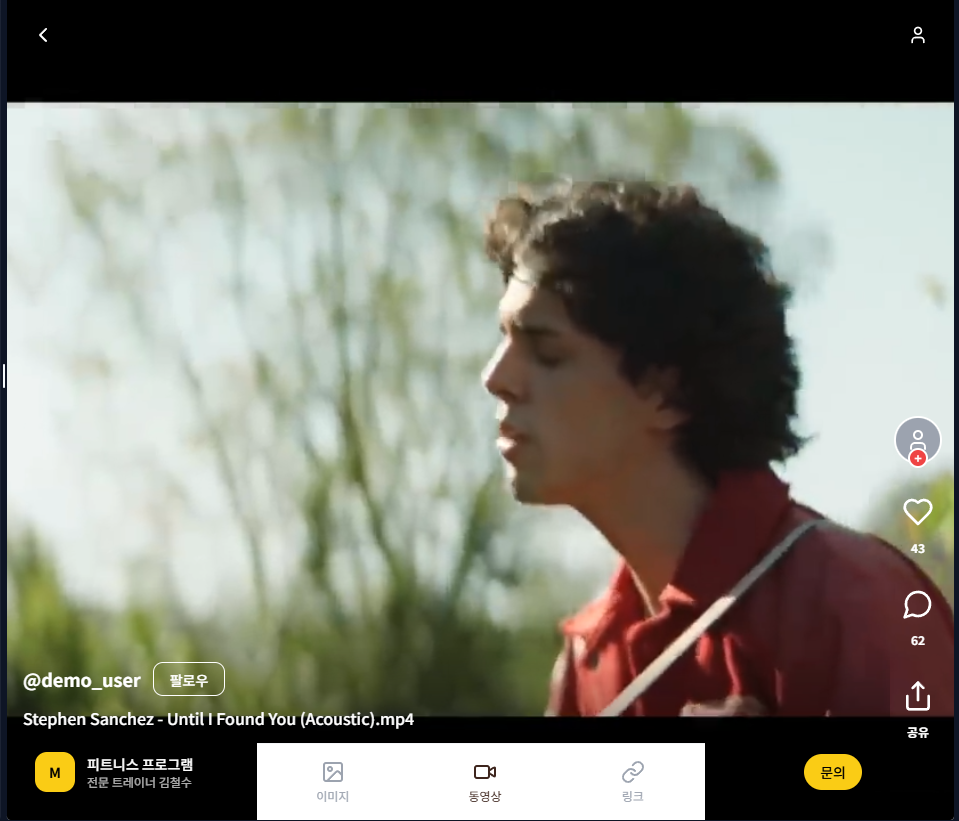 43
62
@demo_user 팔로우
Stephen Sanchez - Until I Found You (Acoustic).mp4
공유
M 피트니스 프로그램
전문 트레이너 김철수
이미지 동영상 링크
문의